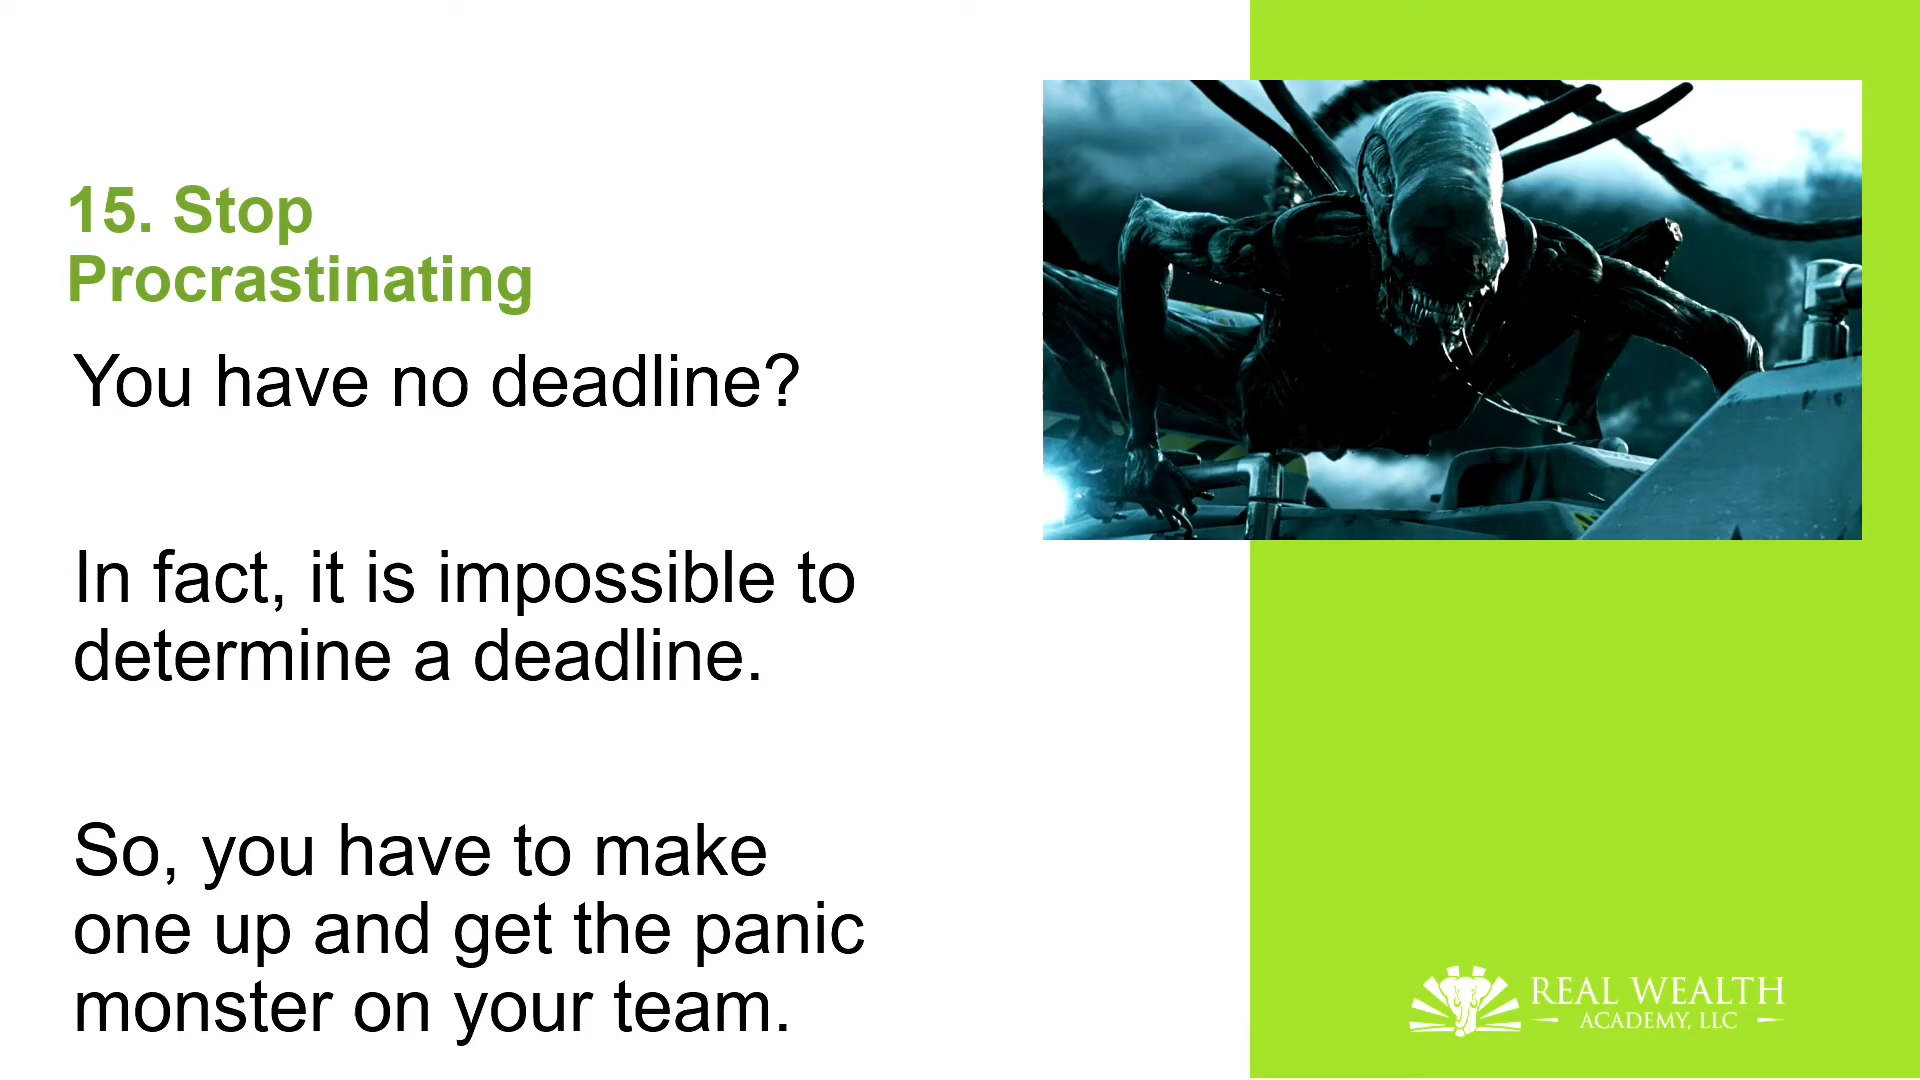 15. Stop
Procrastinating
You have no deadline?
In fact, it is impossible to
determine a deadline.
So, you have to make
one up and get the panic
monster on your team.
REAL WEALTH
ACADEMY, LLC